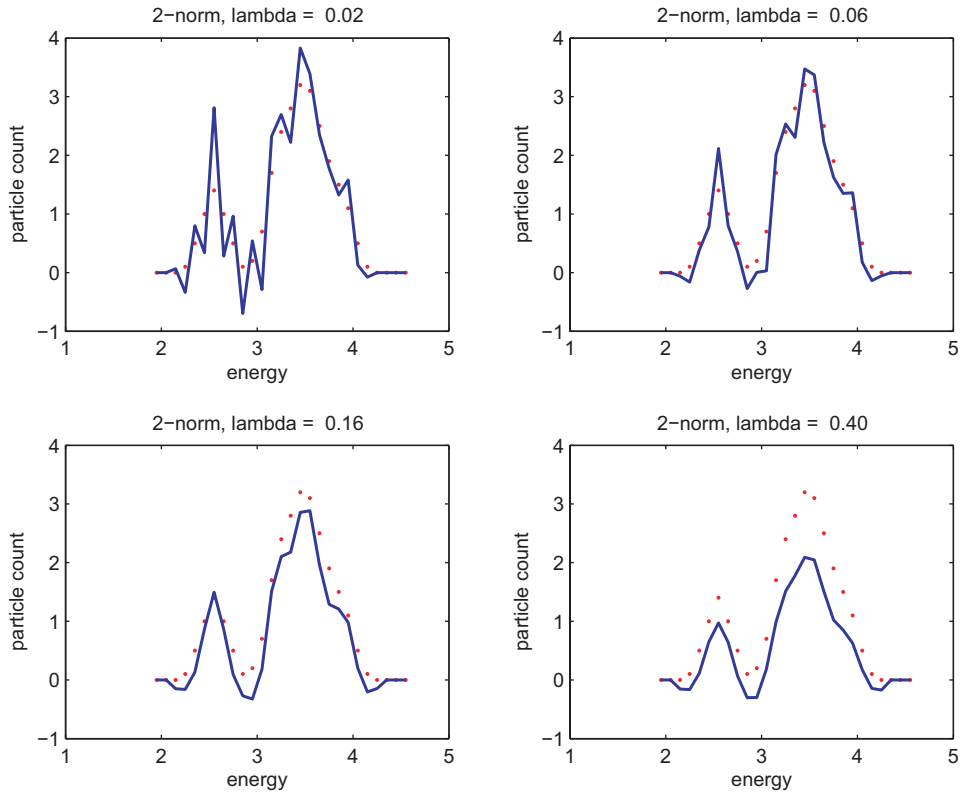 2−norm, lambda = 0.02
4
3
2
1
0
−1
particle count
1 2 3 4 5
energy
2−norm, lambda = 0.06
4
3
2
1
0
−1
particle count
1 2 3 4 5
energy
2−norm, lambda = 0.16
4
3
2
1
0
−1
particle count
1 2 3 4 5
energy
2−norm, lambda = 0.40
4
3
2
1
0
−1
particle count
1 2 3 4 5
energy